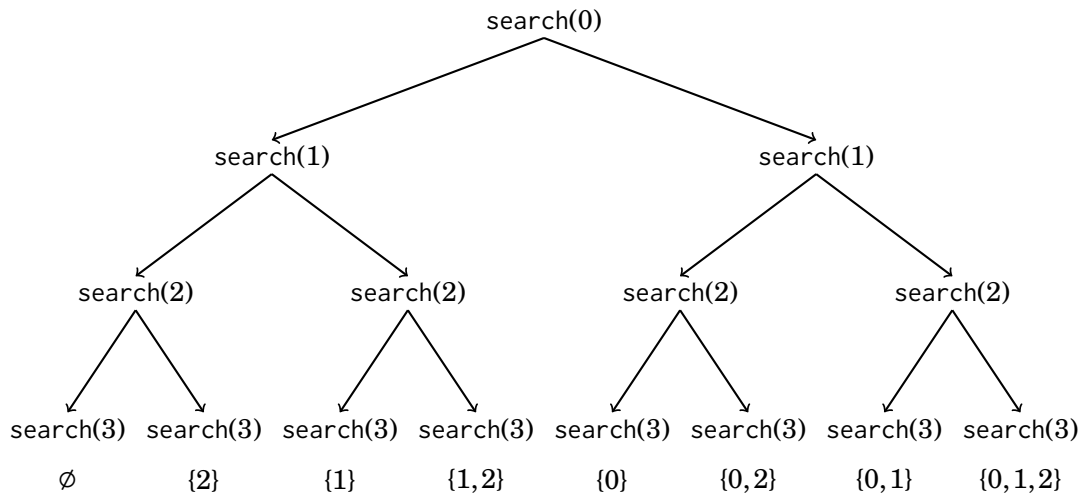 search(0)
search(1) search(1)
search(2) search(2) search(2) search(2)
search(3) search(3) search(3) search(3) search(3) search(3) search(3) search(3)
∅ {2} {1} {1,2} {0} {0,2} {0,1} {0,1,2}